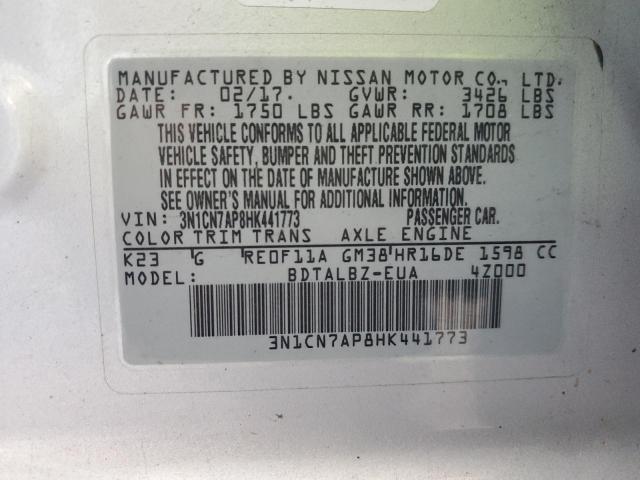 MANUFACTURED BY NISSAN MOTOR CO., LTD.
DATE: 02/17. GVWR: 3426 LBS
GAWR FR: 1750 LBS GAWR RR: 1708 LBS
THIS VEHICLE CONFORMS TO ALL APPLICABLE FEDERAL MOTOR
VEHICLE SAFETY, BUMPER AND THEFT PREVENTION STANDARDS
IN EFFECT ON THE DATE OF MANUFACTURE SHOWN ABOVE.
SEE OWNER'S MANUAL FOR ADDITIONAL INFORMATION.
VIN: 3N1CN7AP8HK441773 PASSENGER CAR.
COLOR TRIM TRANS AXLE ENGINE
K23 G RE0F11A GM38 HR16DE 1598 CC
MODEL: BDTALBZ-EUA 4Z000
3N1CN7AP8HK441773